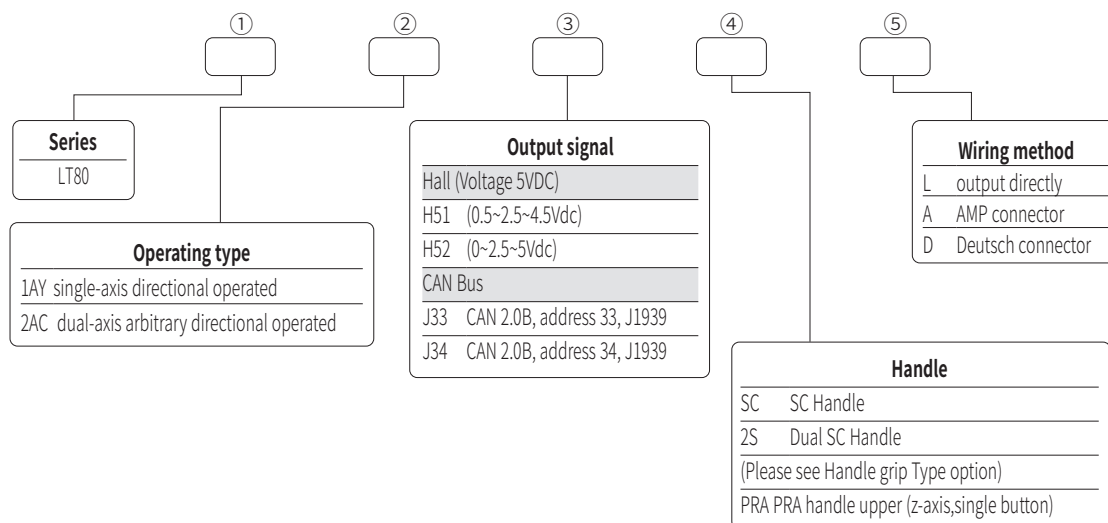 ① ② ③ ④ ⑤
Series
LT80
Operating type
1AY single-axis directional operated
2AC dual-axis arbitrary directional operated
Output signal
Hall (Voltage 5VDC)
H51 (0.5~2.5~4.5Vdc)
H52 (0~2.5~5Vdc)
CAN Bus
J33 CAN 2.0B, address 33, J1939
J34 CAN 2.0B, address 34, J1939
Handle
SC SC Handle
2S Dual SC Handle
(Please see Handle grip Type option)
PRA PRA handle upper (z-axis,single button)
Wiring method
L output directly
A AMP connector
D Deutsch connector